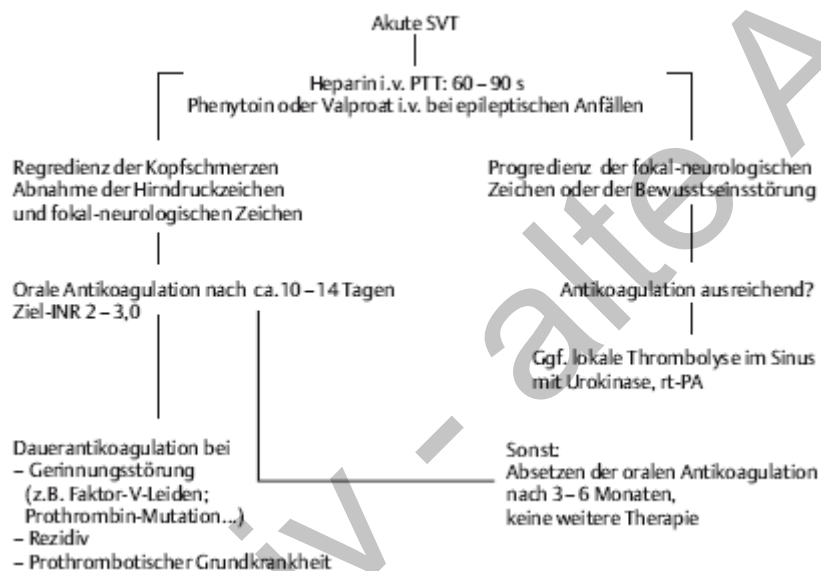 Akute SVT
Heparin i.v. PTT: 60 – 90 s
Phenytoin oder Valproat i.v. bei epileptischen Anfällen
Regredienz der Kopfschmerzen
Abnahme der Hirndruckzeichen
und fokal-neurologischen Zeichen
Progredienz der fokal-neurologischen
Zeichen oder der Bewusstseinsstörung
Orale Antikoagulation nach ca. 10 – 14 Tagen
Ziel-INR 2 – 3,0
Antikoagulation ausreichend?
Ggf. lokale Thrombolyse im Sinus
mit Urokinase, rt-PA
Dauerantikoagulation bei
– Gerinnungsstörung
(z.B. Faktor-V-Leiden;
Prothrombin-Mutation...)
– Rezidiv
– Prothrombotischer Grundkrankheit
Sonst:
Absetzen der oralen Antikoagulation
nach 3 – 6 Monaten,
keine weitere Therapie
iv - alte A